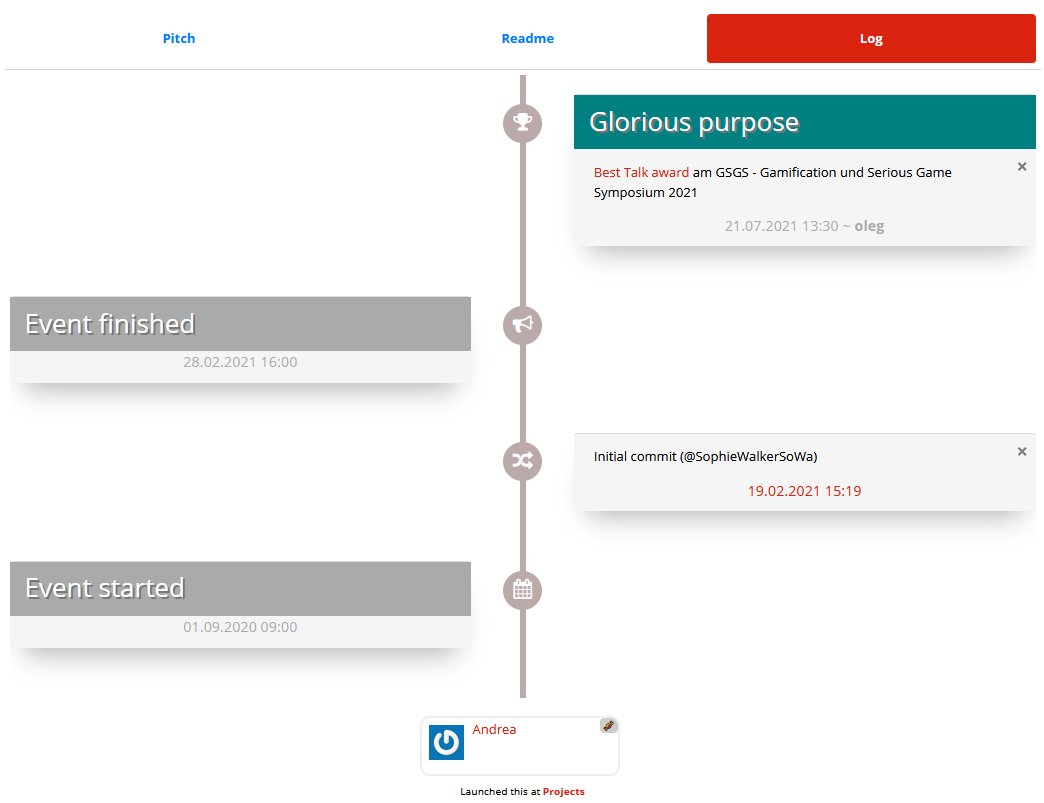 Pitch
Readme
Log
Glorious purpose
×
Best Talk award am GSGS - Gamification und Serious Game
Symposium 2021
21.07.2021 13:30 ~ oleg
Event finished
28.02.2021 16:00
×
Initial commit (@SophieWalkerSoWa)
19.02.2021 15:19
Event started
01.09.2020 09:00
Andrea
Launched this at Projects